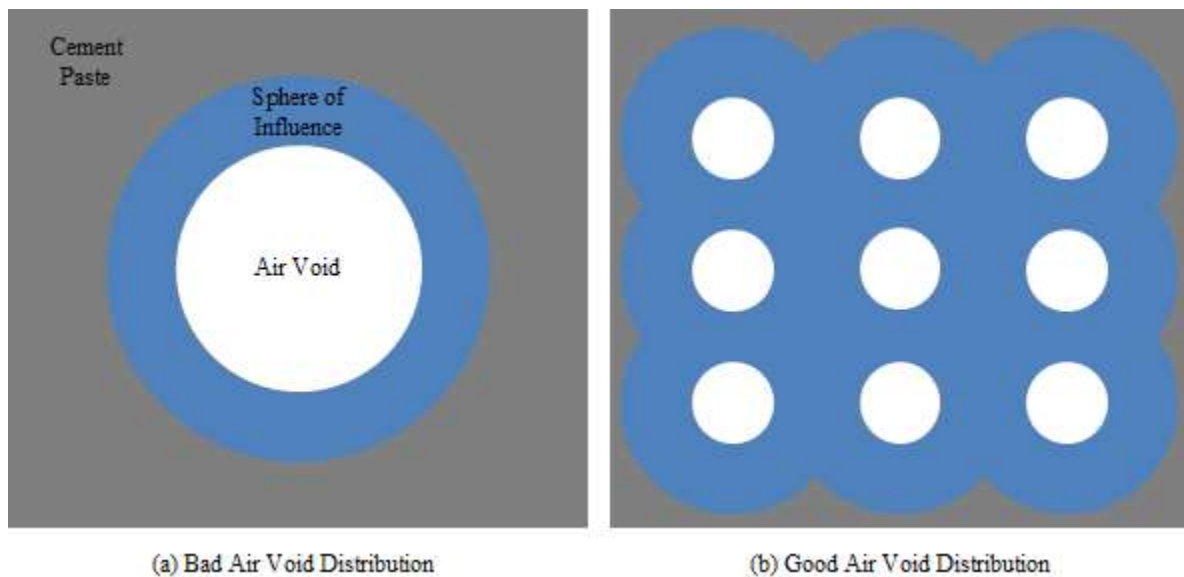 Cement
Paste
Sphere of
Influence
Air Void
(a) Bad Air Void Distribution
(b) Good Air Void Distribution